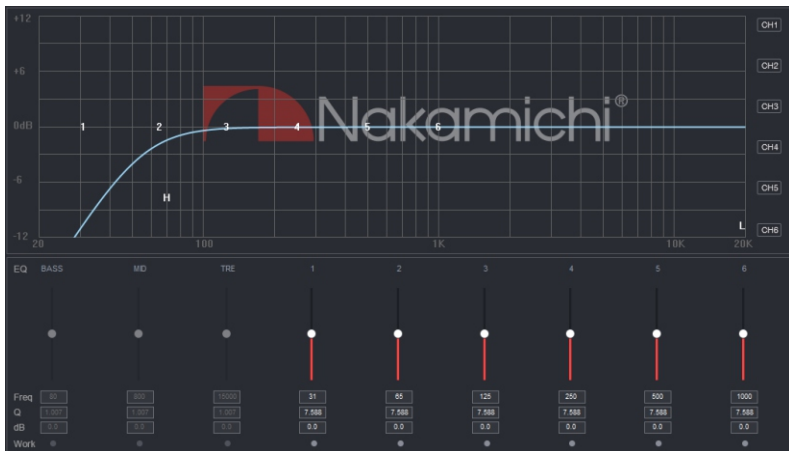 +12
CH1
CH2
+6
CH3
Nakamichi®
0dB 1 2 3 4 5 6
CH4
-6
CH5
H
L
CH6
-12
20 100 1K 10K 20K
EQ BASS MID TRE 1 2 3 4 5 6
Freq 80 800 15000 31 65 125 250 500 1000
Q 1.007 1.007 1.007 7.588 7.588 7.588 7.588 7.588 7.588
dB 0.0 0.0 0.0 0.0 0.0 0.0 0.0 0.0 0.0
Work